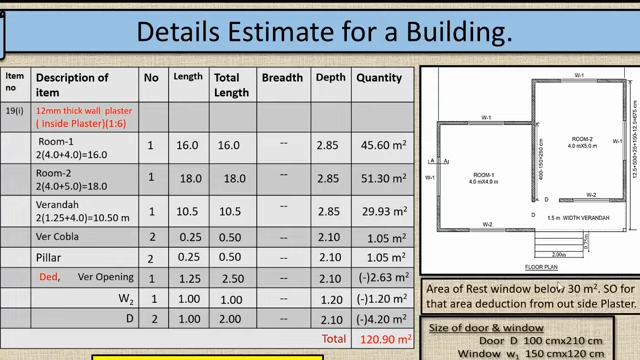 Details Estimate for a Building.
Item no
Description of item
No
Length
Total Length
Breadth
Depth
Quantity
19(i)
12mm thick wall plaster
( Inside Plaster)(1:6)
Room-1
2(4.0+4.0)=16.0
1 16.0 16.0 -- 2.85 45.60 m²
Room-2
2(4.0+5.0)=18.0
1 18.0 18.0 -- 2.85 51.30 m²
Verandah
2(1.25+4.0)=10.50 m
1 10.5 10.5 -- 2.85 29.93 m²
Ver Cobla 2 0.25 0.50 -- 2.10 1.05 m²
Pillar 2 0.25 0.50 -- 2.10 1.05 m²
Ded, Ver Opening 1 1.25 2.50 -- 2.10 (-)2.63 m²
W₂ 1 1.00 1.00 -- 1.20 (-)1.20 m²
D 2 1.00 2.00 -- 2.10 (-)4.20 m²
Total 120.90 m²
W-1
W-1
W-1
ROOM-2
4.0 mX5.0 m
400-150=250 cm
A A
W-1
ROOM-1
4.0 mX4.0 m
W-2
D
D
1.5 m WIDTH VERANDAH
W-2
2.00m
FLOOR PLAN
Area of Rest window below 30 m². SO for
that area deduction from out side Plaster.
Size of door & window
Door D 100 cmx210 cm
Window w₁ 150 cmx120 cm